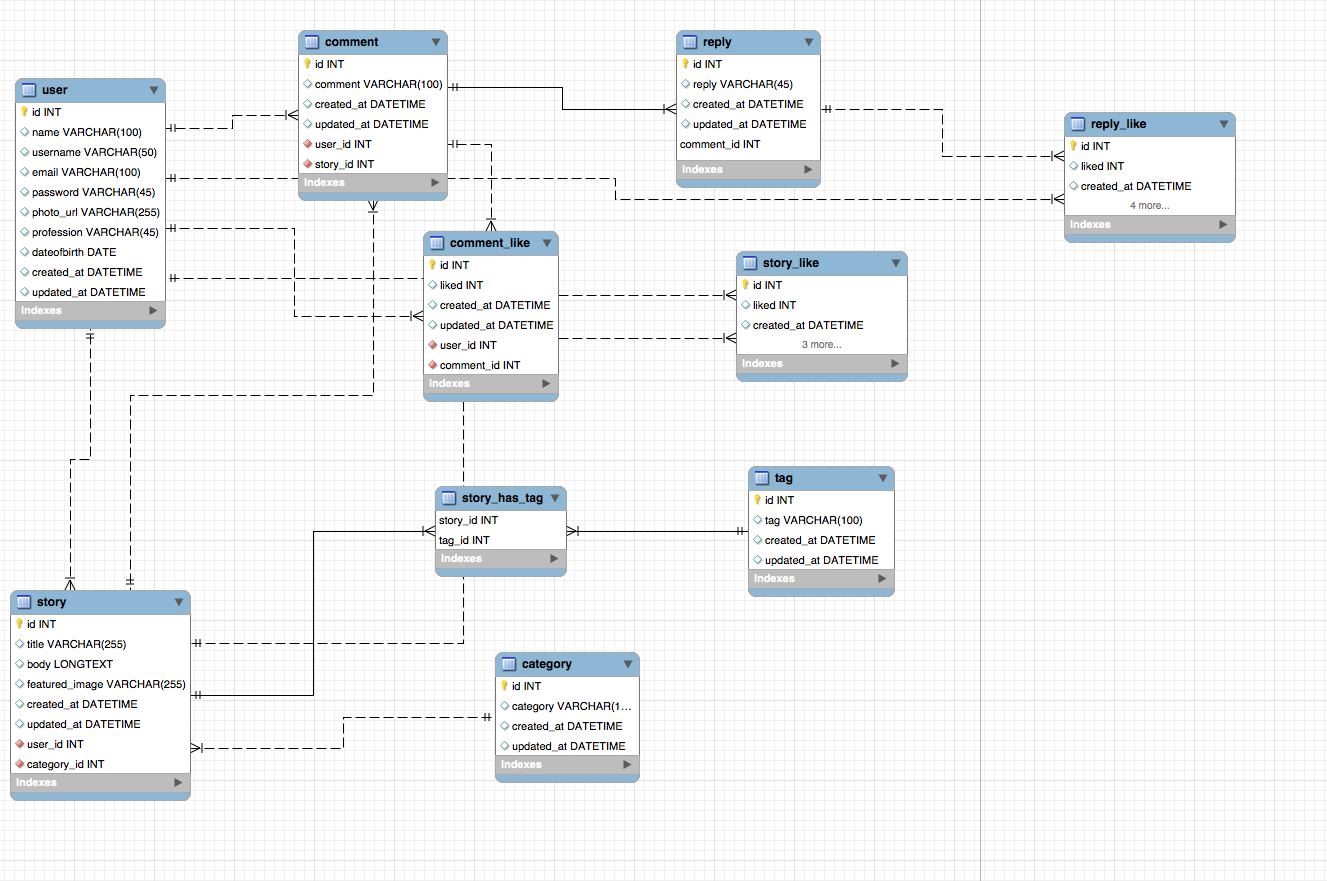 comment
id INT
comment VARCHAR(100)
created_at DATETIME
updated_at DATETIME
user_id INT
story_id INT
Indexes
reply
id INT
reply VARCHAR(45)
created_at DATETIME
updated_at DATETIME
comment_id INT
Indexes
user
id INT
name VARCHAR(100)
username VARCHAR(50)
email VARCHAR(100)
password VARCHAR(45)
photo_url VARCHAR(255)
profession VARCHAR(45)
dateofbirth DATE
created_at DATETIME
updated_at DATETIME
Indexes
reply_like
id INT
liked INT
created_at DATETIME
4 more...
Indexes
comment_like
id INT
liked INT
created_at DATETIME
updated_at DATETIME
user_id INT
comment_id INT
Indexes
story_like
id INT
liked INT
created_at DATETIME
3 more...
Indexes
story_has_tag
story_id INT
tag_id INT
Indexes
tag
id INT
tag VARCHAR(100)
created_at DATETIME
updated_at DATETIME
Indexes
story
id INT
title VARCHAR(255)
body LONGTEXT
featured_image VARCHAR(255)
created_at DATETIME
updated_at DATETIME
user_id INT
category_id INT
Indexes
category
id INT
category VARCHAR(1...
created_at DATETIME
updated_at DATETIME
Indexes